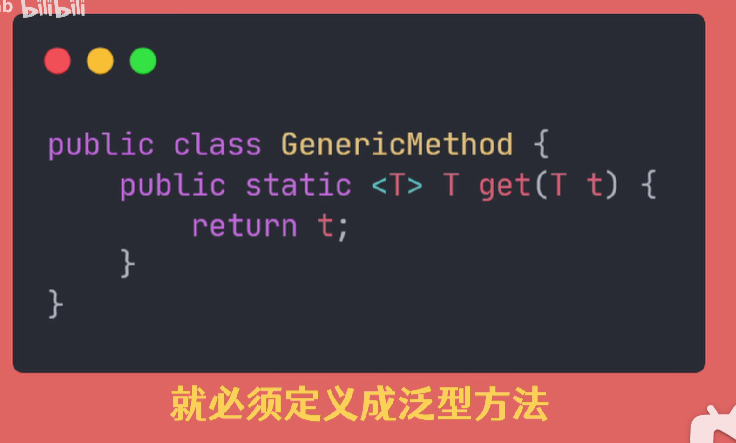 bilibili
public class GenericMethod {
    public static <T> T get(T t) {
        return t;
    }
}
就必须定义成泛型方法